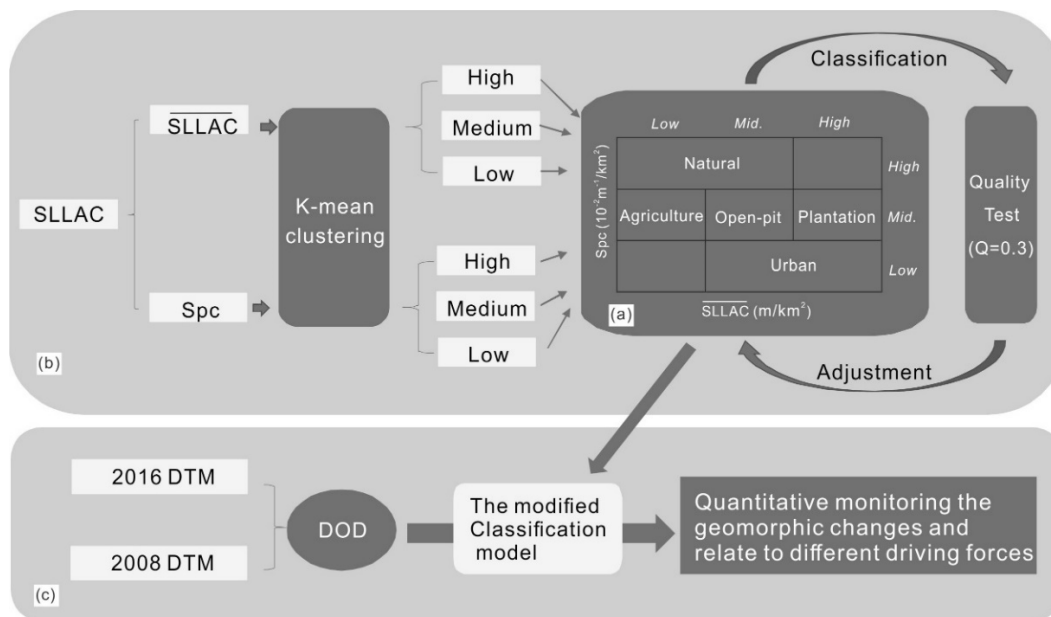 SLLAC
SLLAC
Spc
K-mean
clustering
High
Medium
Low
High
Medium
Low
Low Mid. High
Natural
High
Agriculture Open-pit Plantation
Mid.
Urban
Low
Spc (10⁻²m⁻¹/km²)
SLLAC (m/km²)
(a)
Classification
Quality
Test
(Q=0.3)
Adjustment
(b)
2016 DTM
2008 DTM
DOD
The modified
Classification
model
Quantitative monitoring the
geomorphic changes and
relate to different driving forces
(c)